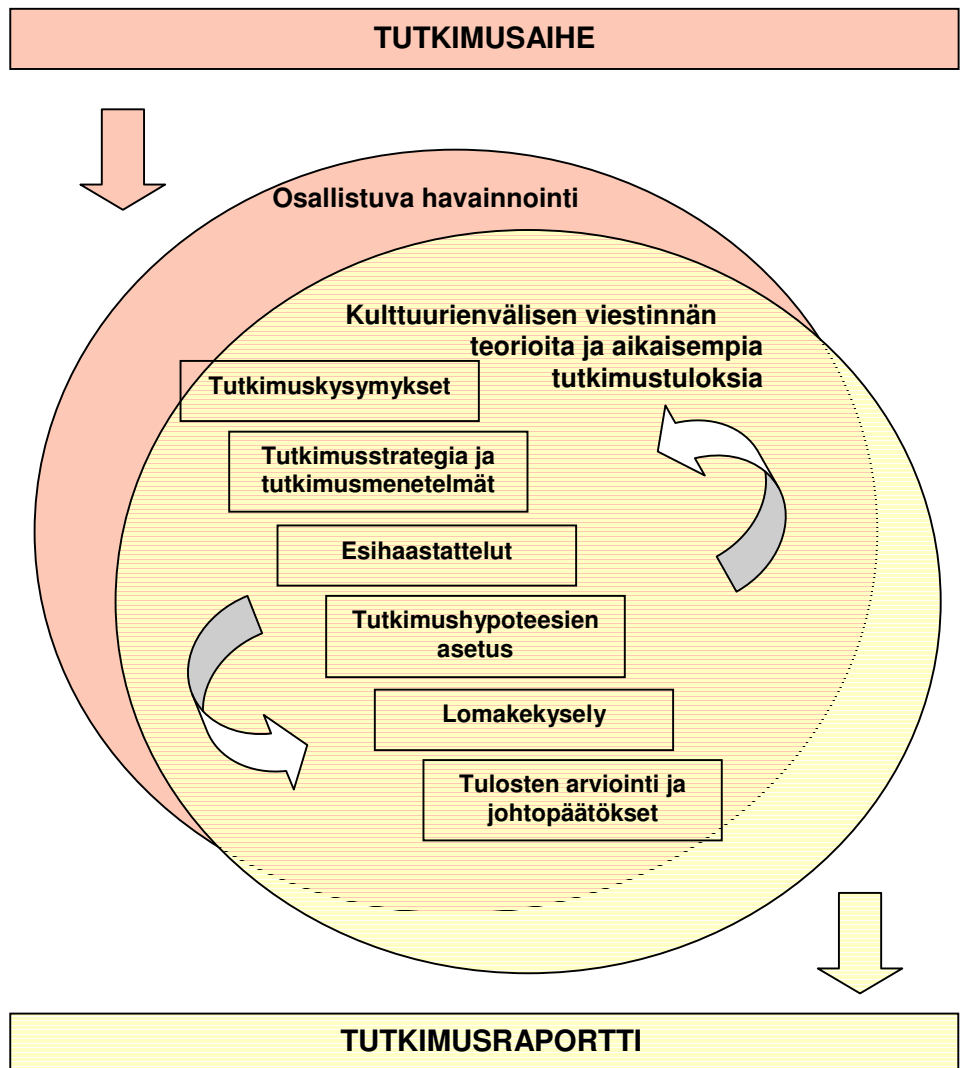 TUTKIMUSAIHE
Osallistuva havainnointi
Kulttuurienvälisen viestinnän
teorioita ja aikaisempia
tutkimustuloksia
Tutkimuskysymykset
Tutkimusstrategia ja
tutkimusmenetelmät
Esihaastattelut
Tutkimushypoteesien
asetus
Lomakekysely
Tulosten arviointi ja
johtopäätökset
TUTKIMUSRAPORTTI